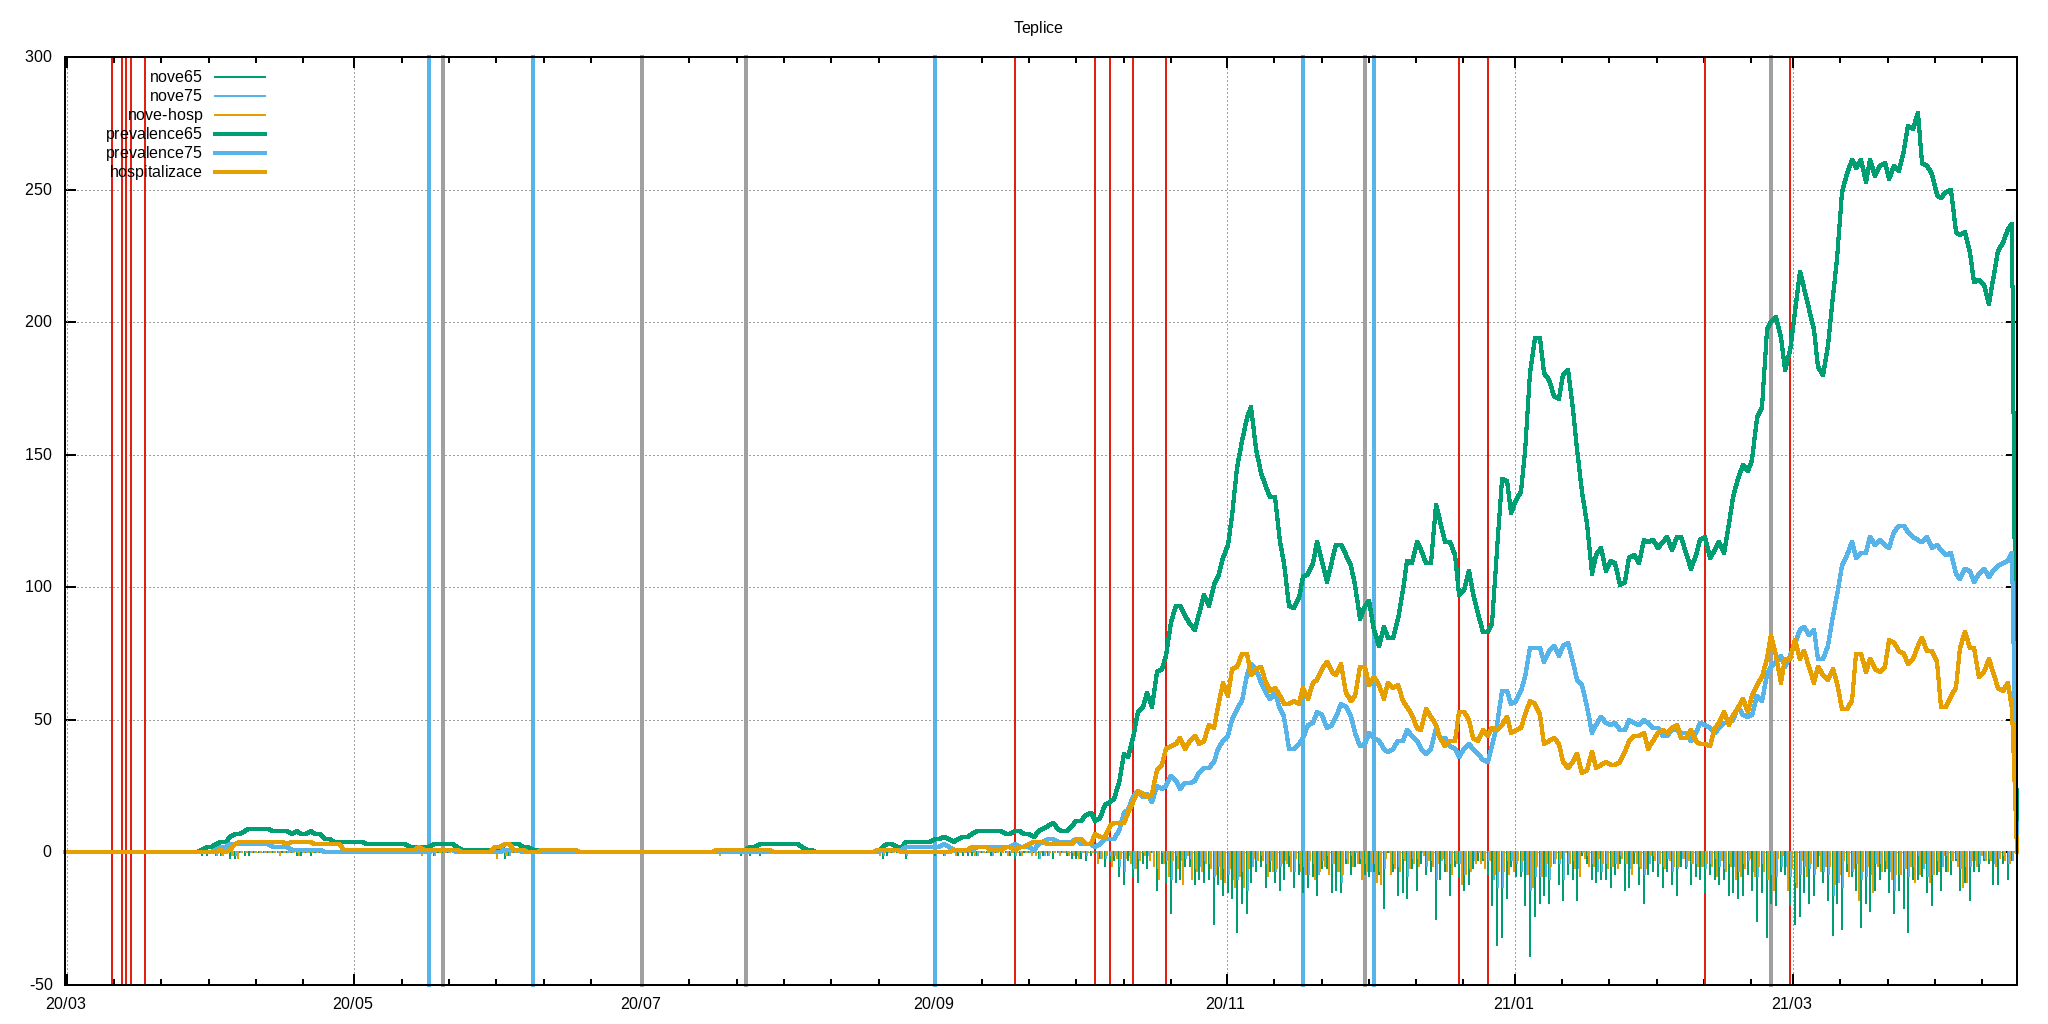 Teplice
300
nove65
nove75
nove-hosp
prevalence65
prevalence75
hospitalizace
250
200
150
100
50
0
-50
20/03 20/05 20/07 20/09 20/11 21/01 21/03